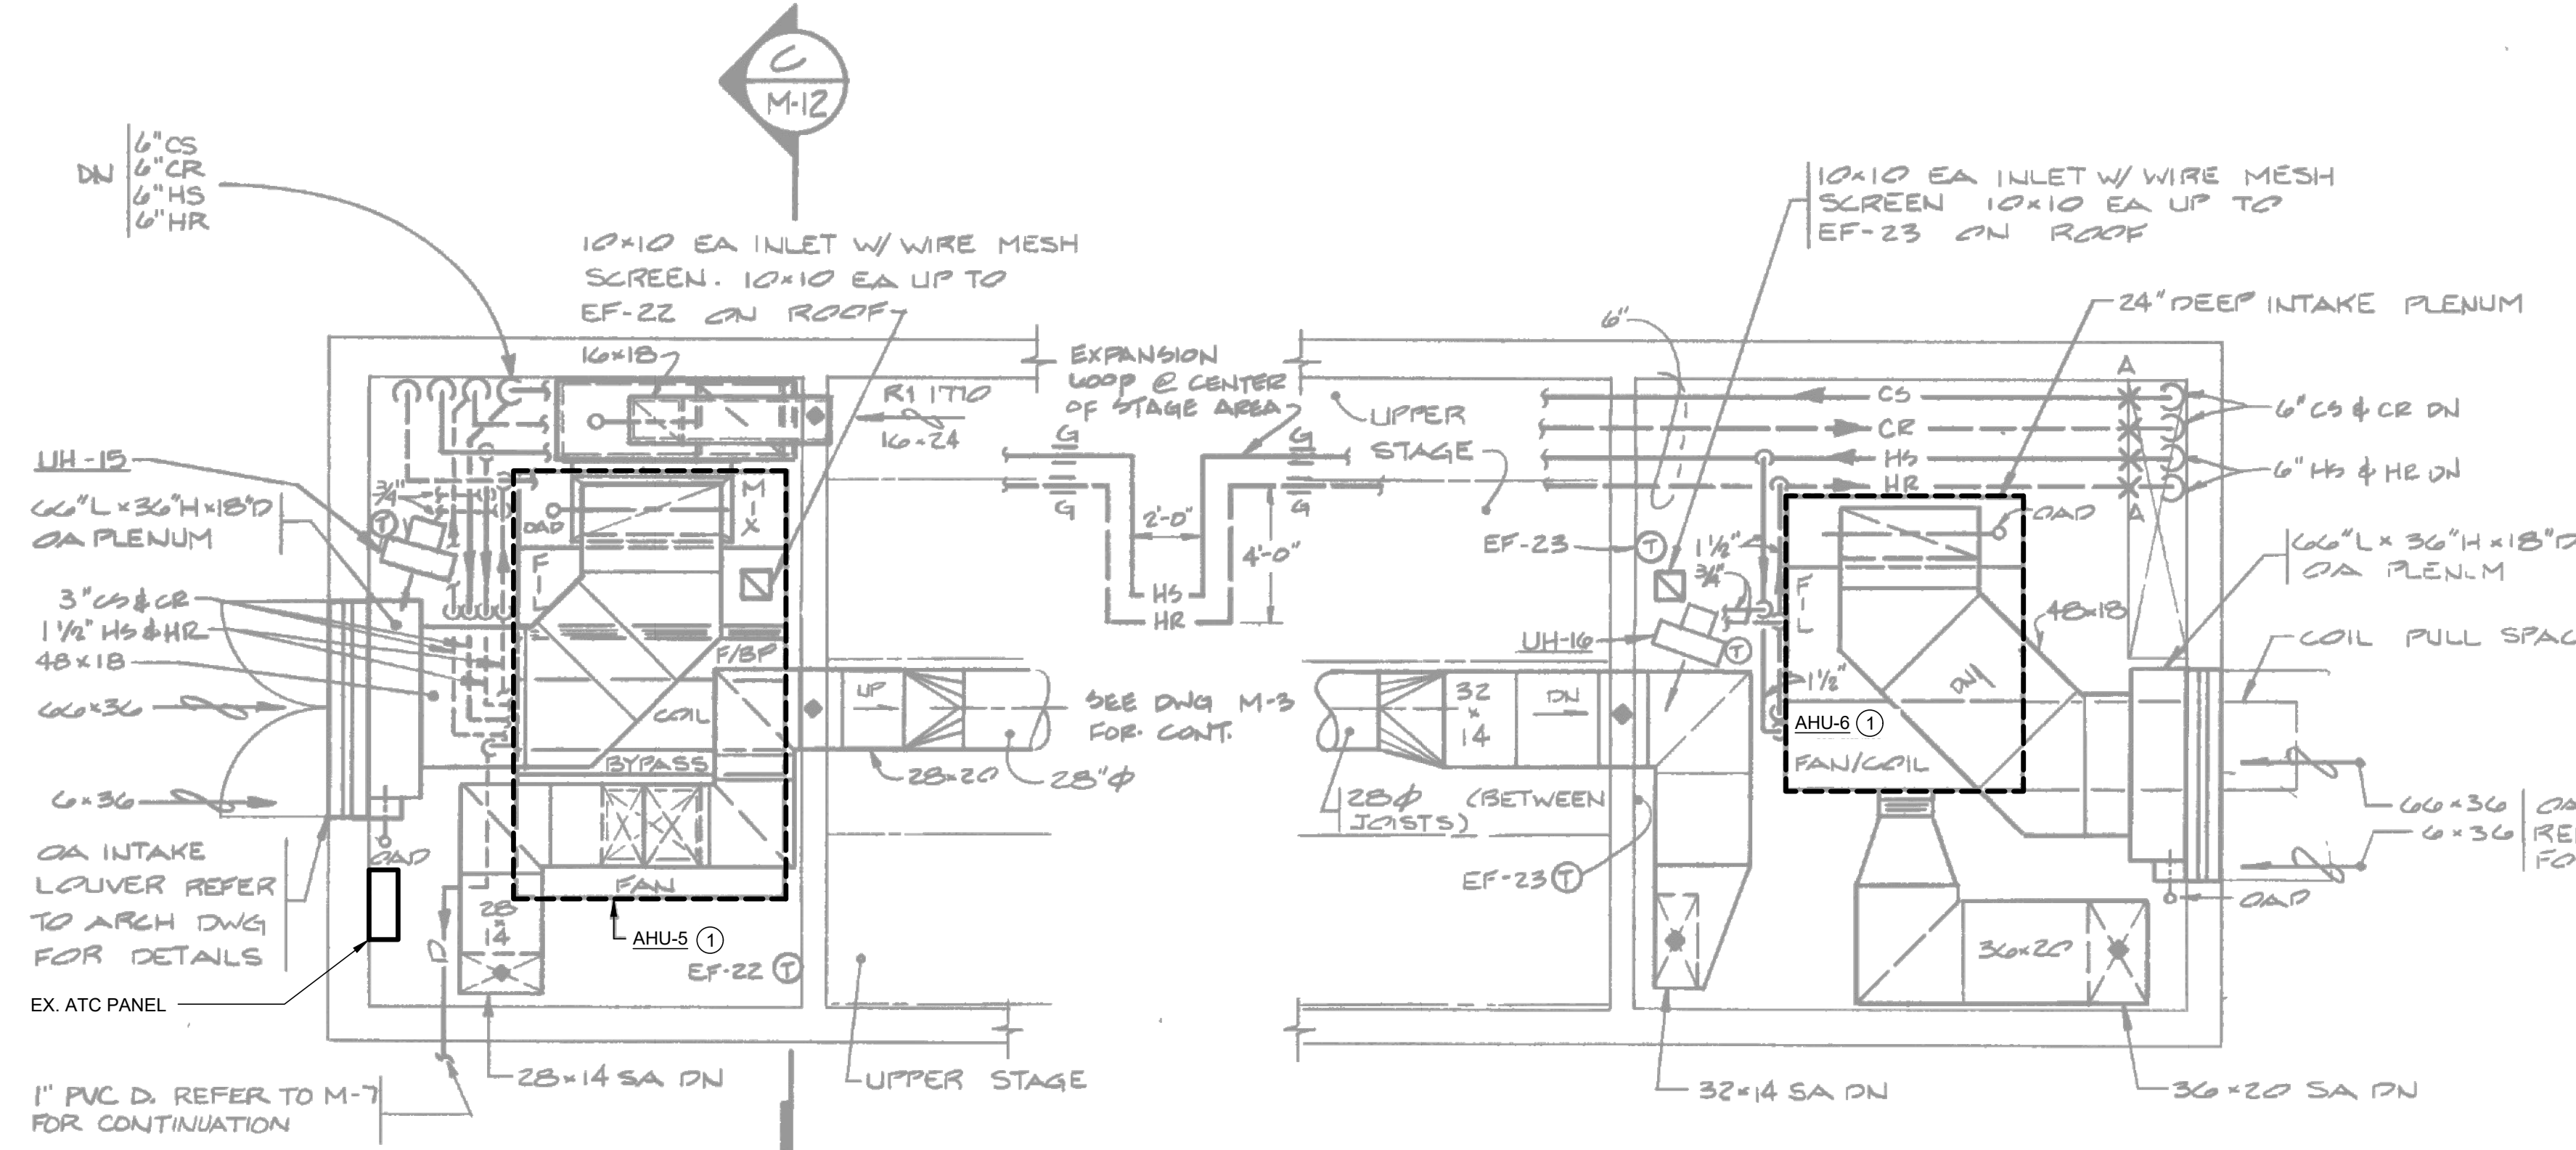 C
M-12
DN
6"CS
6"CR
6"HS
6"HR
10×10 EA INLET W/ WIRE MESH
SCREEN. 10×10 EA UP TO
EF-22 ON ROOF
16×18
R1 1710
16×24
UH-15
3/4"
T
66"L×36"H×18"D
OA PLENUM
3"CS & CR
1 1/2" HS & HR
48×18
66×36
6×36
OA INTAKE
LOUVER REFER
TO ARCH DWG
FOR DETAILS
OAD
EX. ATC PANEL
1" PVC D. REFER TO M-7
FOR CONTINUATION
D
28
×
14
28×14 SA DN
OAD
MIX
FIL
F/BP
COIL
BYPASS
FAN
AHU-5 1
EF-22 T
UP
28×20
28"Φ
UPPER STAGE
EXPANSION
LOOP @ CENTER
OF STAGE AREA
G
G
G
G
2'-0"
4'-0"
HS
HR
SEE DWG M-3
FOR CONT.
UPPER
STAGE
6"
10×10 EA INLET W/ WIRE MESH
SCREEN 10×10 EA UP TO
EF-23 ON ROOF
24" DEEP INTAKE PLENUM
CS
CR
HS
HR
A
A
6"CS & CR DN
6"HS & HR DN
EF-23 T
1 1/2"
3/4"
UH-16
T
1 1/2"
OAD
FIL
48×18
DN
AHU-6 1
FAN/COIL
66"L× 36"H×18"D
OA PLENUM
COIL PULL SPAC
32
×
14
DN
28Φ (BETWEEN
JOISTS)
EF-23 T
66×36
6×36
OA
RE
FO
OAD
36×20
32×14 SA DN
36×20 SA DN